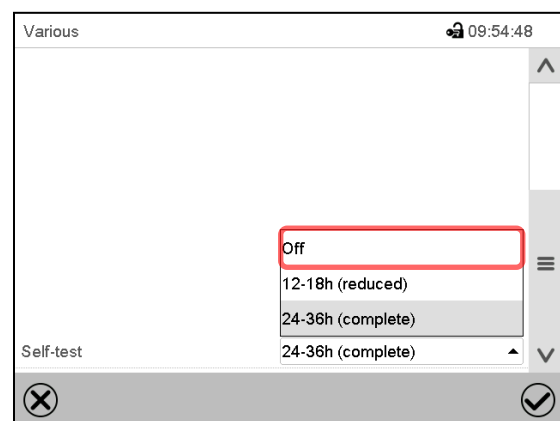 Various 09:54:48
Off
12-18h (reduced)
24-36h (complete)
Self-test 24-36h (complete)